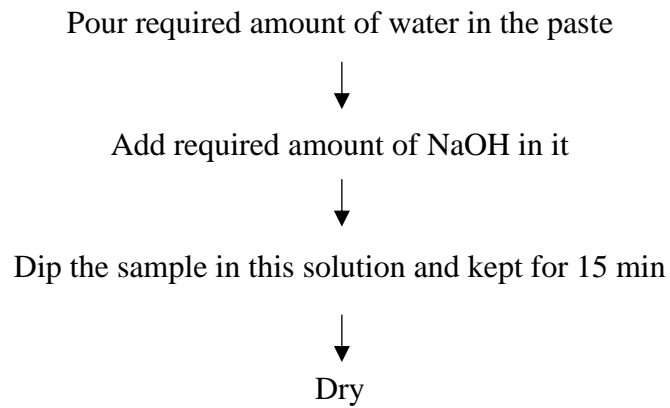 Pour required amount of water in the paste
Add required amount of NaOH in it
Dip the sample in this solution and kept for 15 min
Dry